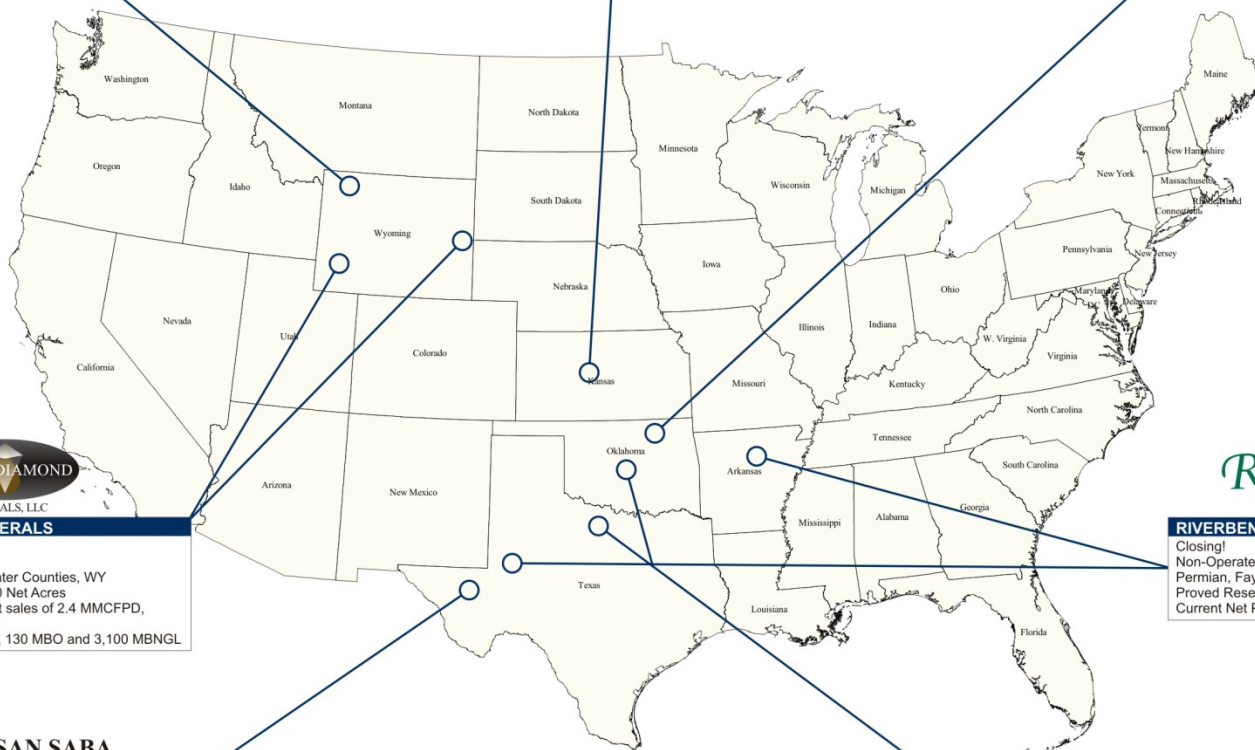 Washington
Montana
North Dakota
Minnesota
Maine
Vermont
New Hampshire
Oregon
Idaho
South Dakota
Wisconsin
Michigan
New York
Massachusetts
Rhode Island
Connecticut
Wyoming
Iowa
Pennsylvania
New Jersey
Nebraska
Ohio
Maryland
DC
Delaware
Nevada
Utah
Colorado
Illinois
Indiana
W. Virginia
Virginia
California
Kansas
Missouri
Kentucky
North Carolina
Tennessee
Oklahoma
Arkansas
South Carolina
Arizona
New Mexico
Mississippi
Alabama
Georgia
Texas
Louisiana
Florida
DIAMOND
ALS, LLC
ERALS
ter Counties, WY
0 Net Acres
t sales of 2.4 MMCFPD,
, 130 MBO and 3,100 MBNGL
R
RIVERBEN
Closing!
Non-Operate
Permian, Fay
Proved Rese
Current Net P
SAN SABA